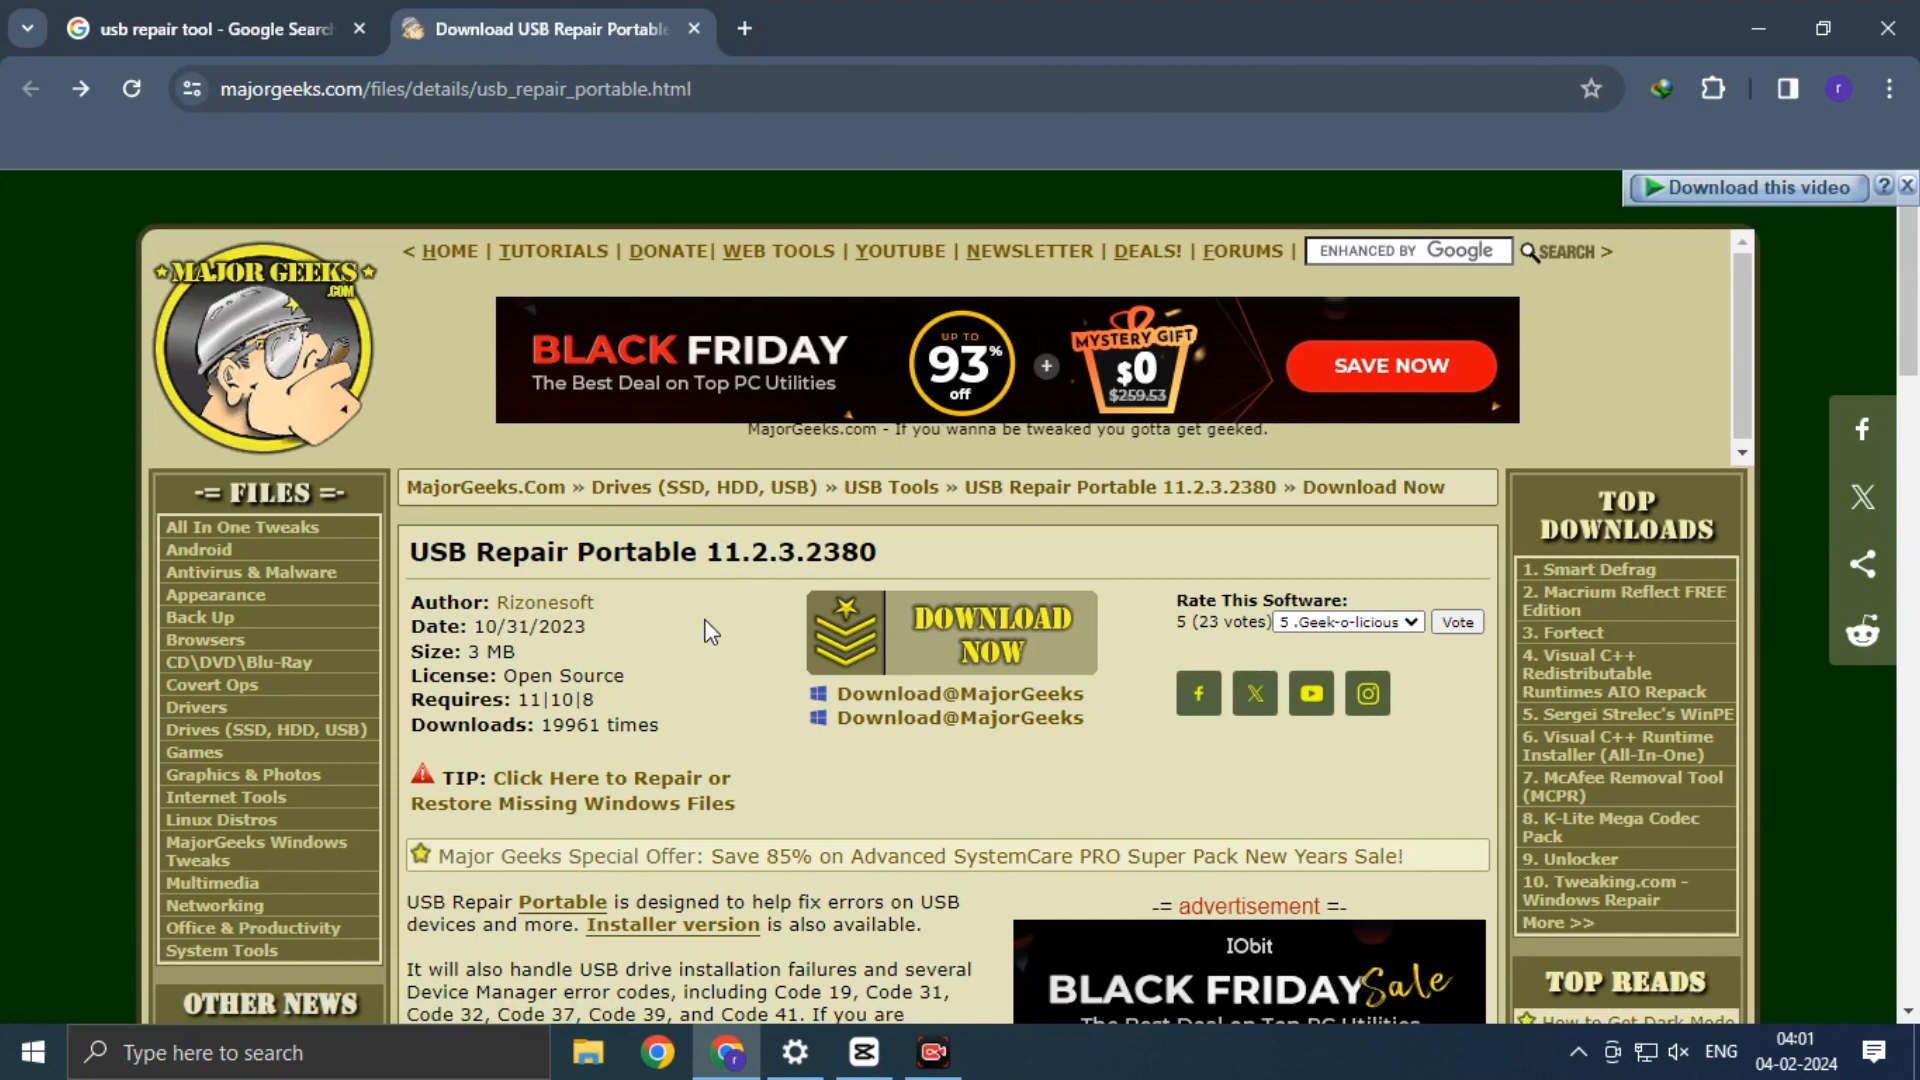 usb repair tool - Google Searc
Download USB Repair Portable
majorgeeks.com/files/details/usb_repair_portable.html
r
Download this video
?
MAJOR GEEKS
.COM
< HOME | TUTORIALS | DONATE| WEB TOOLS | YOUTUBE | NEWSLETTER | DEALS! | FORUMS | ENHANCED BY Google SEARCH >
BLACK FRIDAY
The Best Deal on Top PC Utilities
UP TO
93%
off
+
MYSTERY GIFT
$0
$259.53
SAVE NOW
MajorGeeks.com - If you wanna be tweaked you gotta get geeked.
-= FILES =-
All In One Tweaks
Android
Antivirus & Malware
Appearance
Back Up
Browsers
CD\DVD\Blu-Ray
Covert Ops
Drivers
Drives (SSD, HDD, USB)
Games
Graphics & Photos
Internet Tools
Linux Distros
MajorGeeks Windows
Tweaks
Multimedia
Networking
Office & Productivity
System Tools
OTHER NEWS
MajorGeeks.Com » Drives (SSD, HDD, USB) » USB Tools » USB Repair Portable 11.2.3.2380 » Download Now
USB Repair Portable 11.2.3.2380
Author: Rizonesoft
Date: 10/31/2023
Size: 3 MB
License: Open Source
Requires: 11|10|8
Downloads: 19961 times
TIP: Click Here to Repair or
Restore Missing Windows Files
DOWNLOAD
NOW
Download@MajorGeeks
Download@MajorGeeks
Rate This Software:
5 (23 votes) 5 .Geek-o-licious Vote
Major Geeks Special Offer: Save 85% on Advanced SystemCare PRO Super Pack New Years Sale!
USB Repair Portable is designed to help fix errors on USB
devices and more. Installer version is also available.
It will also handle USB drive installation failures and several
Device Manager error codes, including Code 19, Code 31,
Code 32, Code 37, Code 39, and Code 41. If you are
-= advertisement =-
IObit
BLACK FRIDAY Sale
The Best Deal on Top PC Utilities
TOP
DOWNLOADS
1. Smart Defrag
2. Macrium Reflect FREE
Edition
3. Fortect
4. Visual C++
Redistributable
Runtimes AIO Repack
5. Sergei Strelec's WinPE
6. Visual C++ Runtime
Installer (All-In-One)
7. McAfee Removal Tool
(MCPR)
8. K-Lite Mega Codec
Pack
9. Unlocker
10. Tweaking.com -
Windows Repair
More >>
TOP READS
How to Get Dark Mode
Type here to search
r
ENG
04:01
04-02-2024